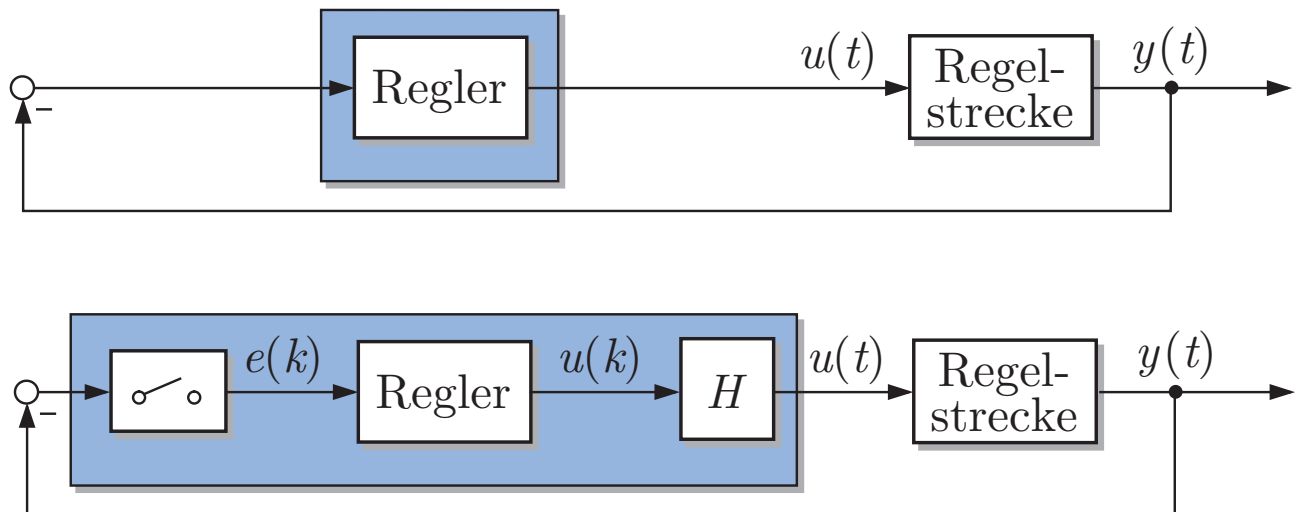 Regler
u(t)
Regel-
strecke
y(t)
–
e(k)
Regler
u(k)
H
u(t)
Regel-
strecke
y(t)
–